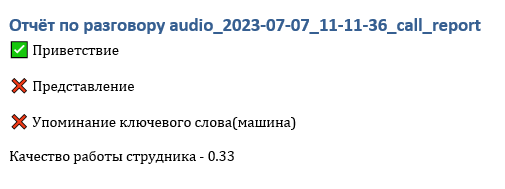 Отчёт по разговору audio_2023-07-07_11-11-36_call_report
✅ Приветствие
❌ Представление
❌ Упоминание ключевого слова(машина)
Качество работы струдника - 0.33